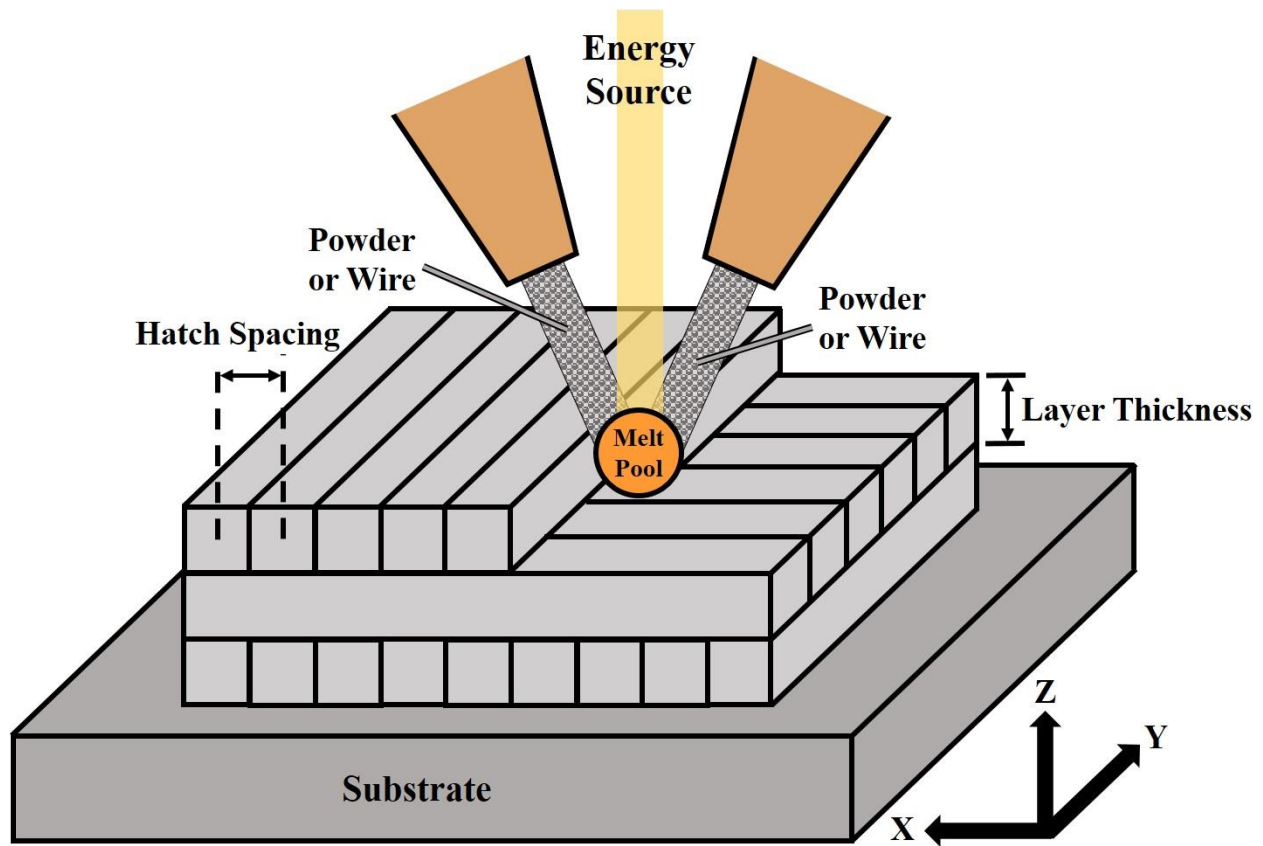 Energy
Source
Powder
or Wire
Powder
or Wire
Hatch Spacing
Layer Thickness
Melt
Pool
Substrate
Z
Y
X